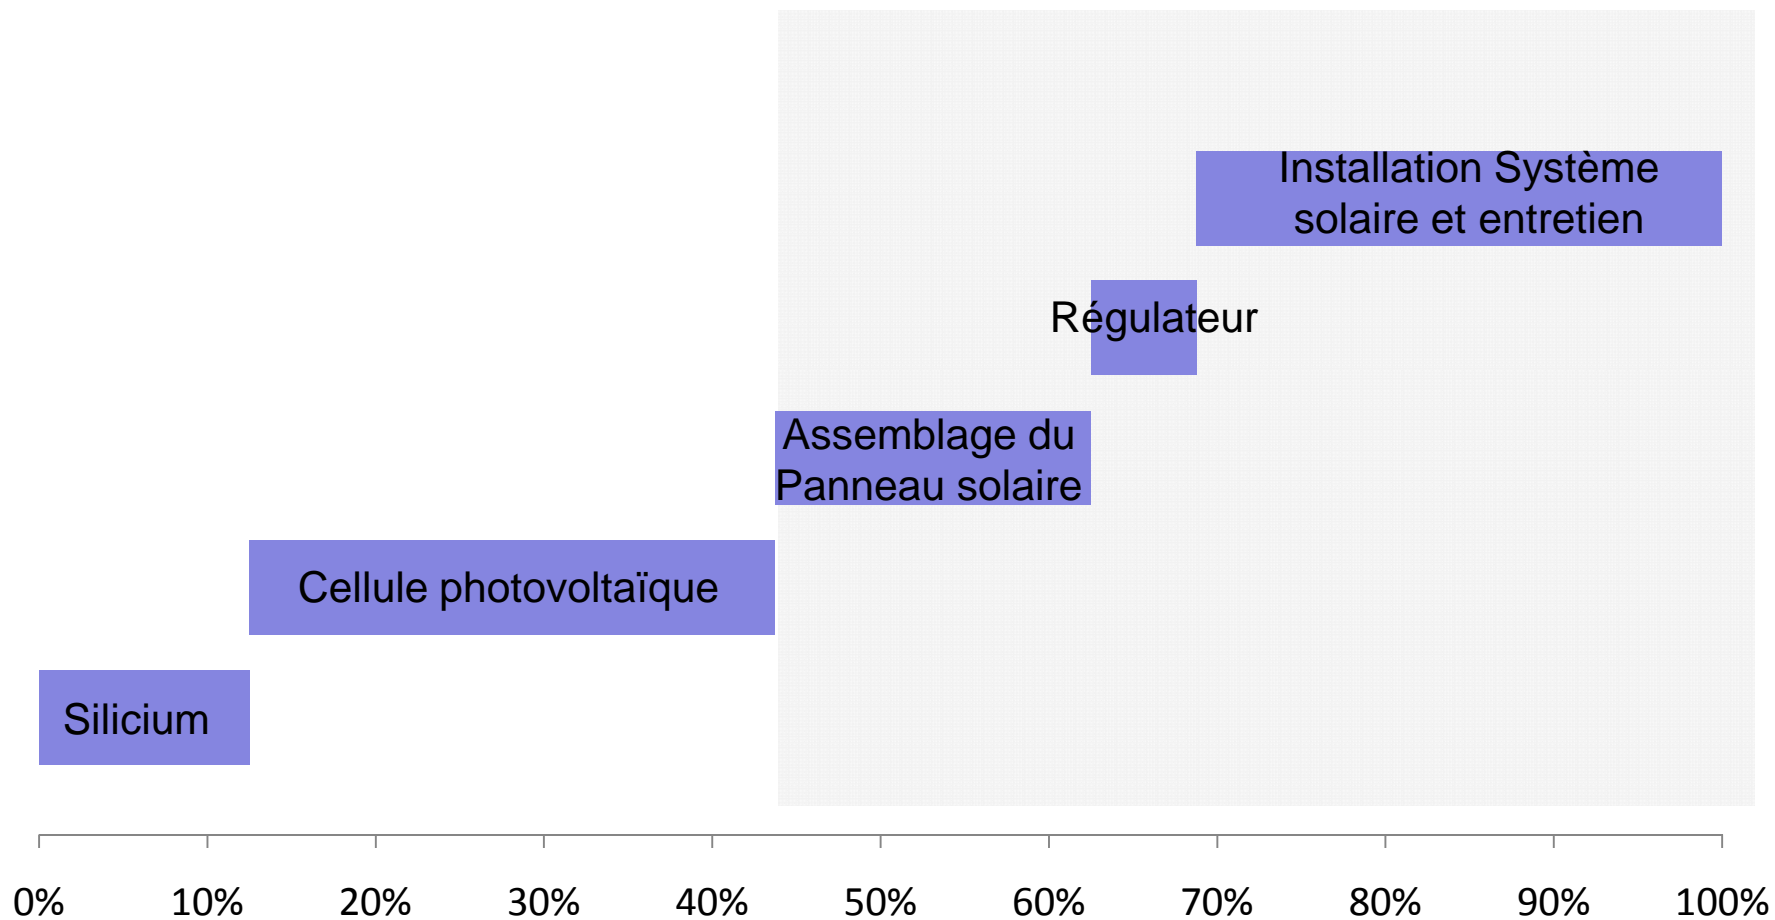 Installation Système
solaire et entretien
Régulateur
Assemblage du
Panneau solaire
Cellule photovoltaïque
Silicium
0% 10% 20% 30% 40% 50% 60% 70% 80% 90% 100%